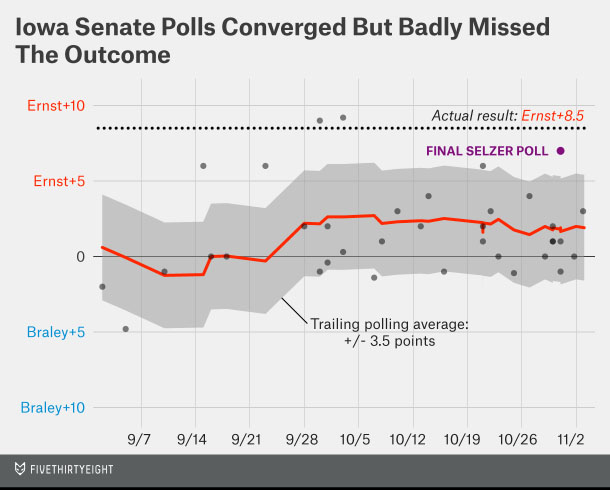 Iowa Senate Polls Converged But Badly Missed
The Outcome
Ernst+10
Actual result: Ernst+8.5
FINAL SELZER POLL
Ernst+5
0
Trailing polling average:
+/- 3.5 points
Braley+5
Braley+10
9/7 9/14 9/21 9/28 10/5 10/12 10/19 10/26 11/2
FIVETHIRTYEIGHT